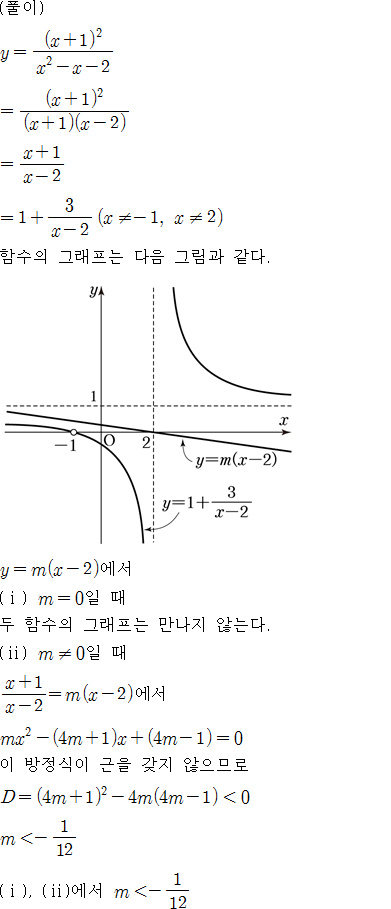 (풀이)
y = (x+1)² / (x²−x−2)
= (x+1)² / ((x+1)(x−2))
= (x+1) / (x−2)
= 1 + 3/(x−2) (x ≠ −1, x ≠ 2)
함수의 그래프는 다음 그림과 같다.
y
1
x
−1
O
2
y=m(x−2)
y=1+ 3/(x−2)
y = m(x−2)에서
(i) m = 0일 때
두 함수의 그래프는 만나지 않는다.
(ii) m ≠ 0일 때
(x+1)/(x−2) = m(x−2)에서
mx² − (4m+1)x + (4m−1) = 0
이 방정식이 근을 갖지 않으므로
D = (4m+1)² − 4m(4m−1) < 0
m < − 1/12
(i), (ii)에서 m < − 1/12